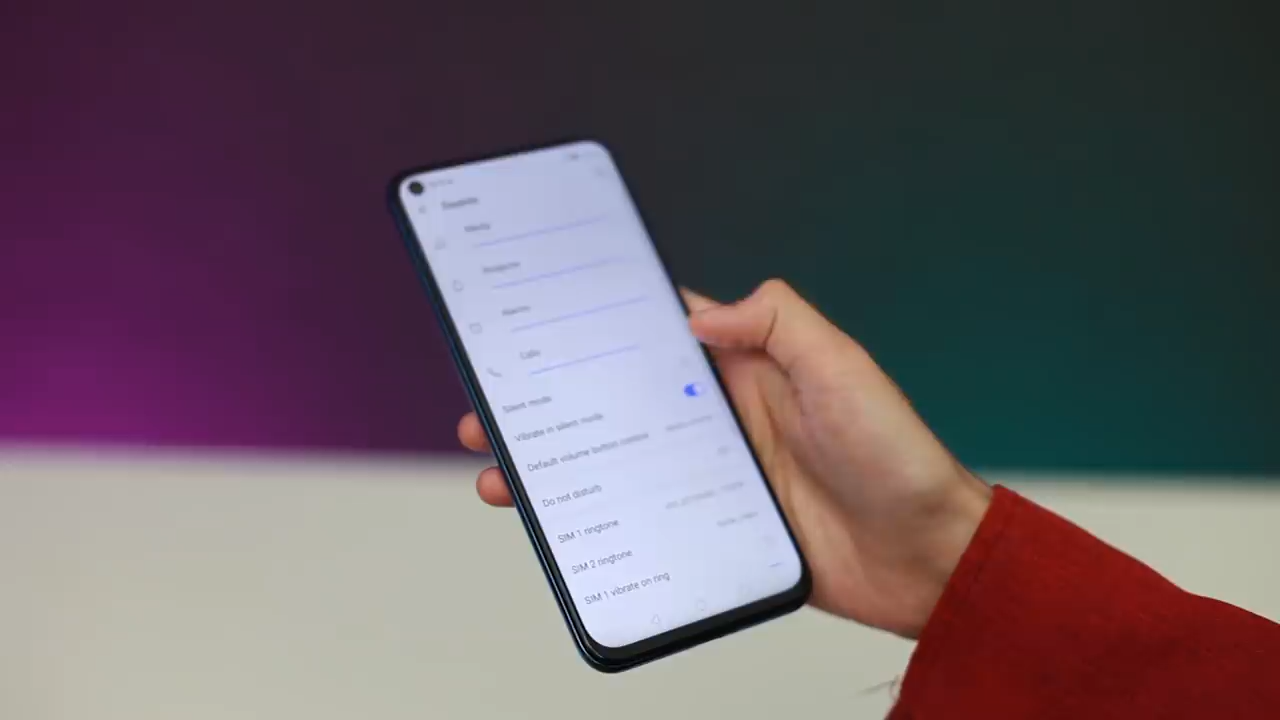 Sounds
Media
Ringtone
Alarms
Calls
Silent mode
Vibrate in silent mode
Default volume button control
Do not disturb
SIM 1 ringtone
SIM 2 ringtone
SIM 1 vibrate on ring